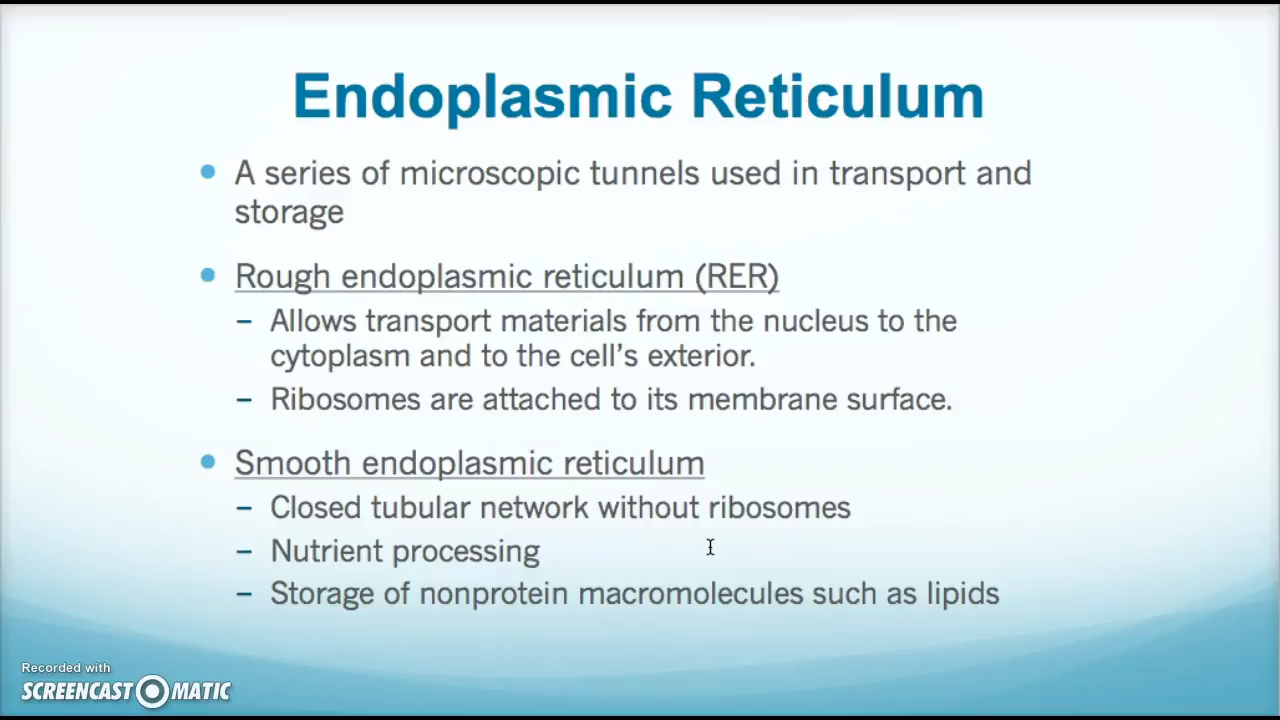 Endoplasmic Reticulum
• A series of microscopic tunnels used in transport and
storage
• Rough endoplasmic reticulum (RER)
– Allows transport materials from the nucleus to the
cytoplasm and to the cell's exterior.
– Ribosomes are attached to its membrane surface.
• Smooth endoplasmic reticulum
– Closed tubular network without ribosomes
– Nutrient processing
– Storage of nonprotein macromolecules such as lipids
Recorded with
SCREENCAST MATIC